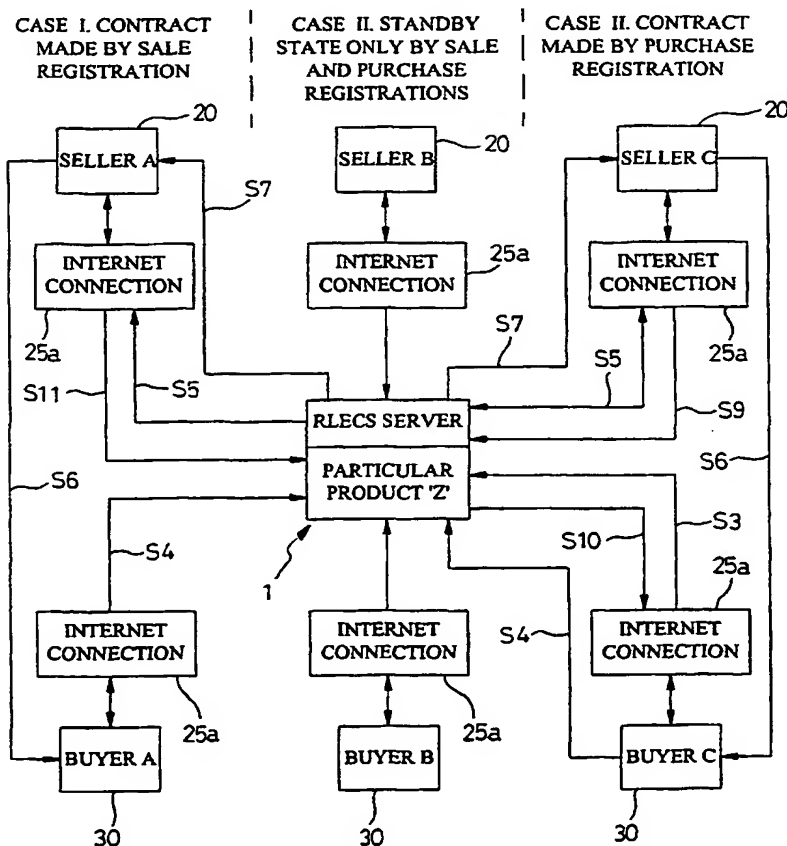 CASE I. CONTRACT
MADE BY SALE
REGISTRATION
CASE II. STANDBY
STATE ONLY BY SALE
AND PURCHASE
REGISTRATIONS
CASE II. CONTRACT
MADE BY PURCHASE
REGISTRATION
20
SELLER A
S7
20
SELLER B
20
SELLER C
INTERNET
CONNECTION
25a
INTERNET
CONNECTION
25a
INTERNET
CONNECTION
25a
S7
S11
S5
S5
S9
RLECS SERVER
S6
S6
PARTICULAR
PRODUCT 'Z'
S4
1
S10
S3
S4
25a
INTERNET
CONNECTION
25a
INTERNET
CONNECTION
25a
INTERNET
CONNECTION
BUYER A
30
BUYER B
30
BUYER C
30